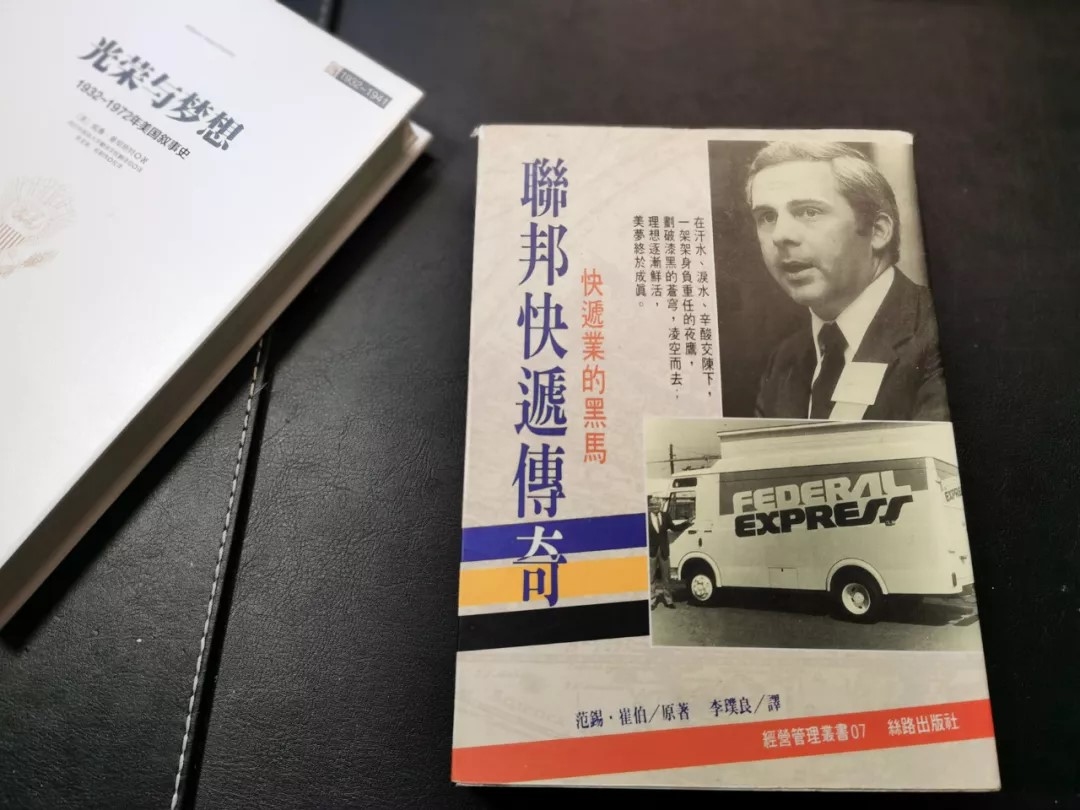 光荣与梦想
1932~1972年美国叙事史
1932~1941
聯邦快遞傳奇
快遞業的黑馬
在汗水、淚水、辛酸交陳下，
一架架身負重任的夜鷹，
劃破漆黑的蒼穹，凌空而去，
理想逐漸鮮活，
美夢終於成眞。
FEDERAL
EXPRESS
范錫・崔伯／原著 李璞良／譯
經營管理叢書07 絲路出版社